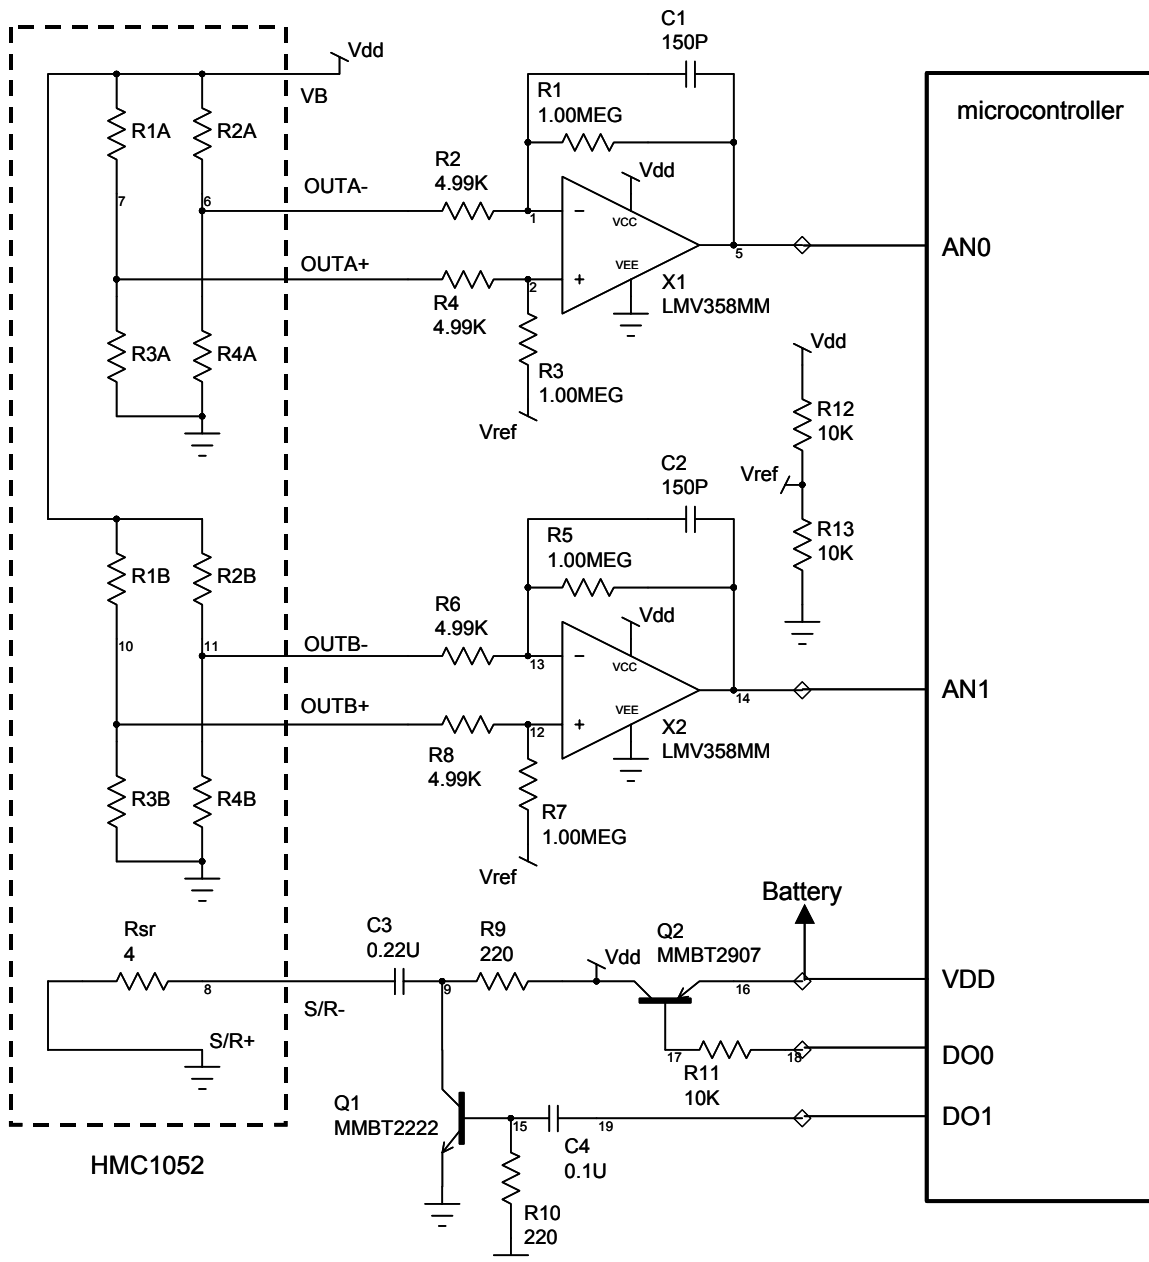 C1
150P
Vdd
VB
R1
1.00MEG
microcontroller
R1A
R2A
R2
4.99K
Vdd
OUTA-
7
6
1
−
VCC
OUTA+
AN0
5
VEE
2
+
X1
LMV358MM
R4
4.99K
R3A
R4A
Vdd
R3
1.00MEG
R12
10K
Vref
C2
150P
Vref
R13
10K
R5
1.00MEG
R1B
R2B
R6
4.99K
Vdd
OUTB-
10
11
13
−
VCC
AN1
14
OUTB+
VEE
12
+
X2
LMV358MM
R8
4.99K
R3B
R4B
R7
1.00MEG
Vref
Battery
Rsr
4
C3
0.22U
R9
220
Q2
MMBT2907
Vdd
VDD
8
9
16
S/R-
S/R+
17
18
DO0
R11
10K
Q1
MMBT2222
15
19
DO1
C4
0.1U
HMC1052
R10
220